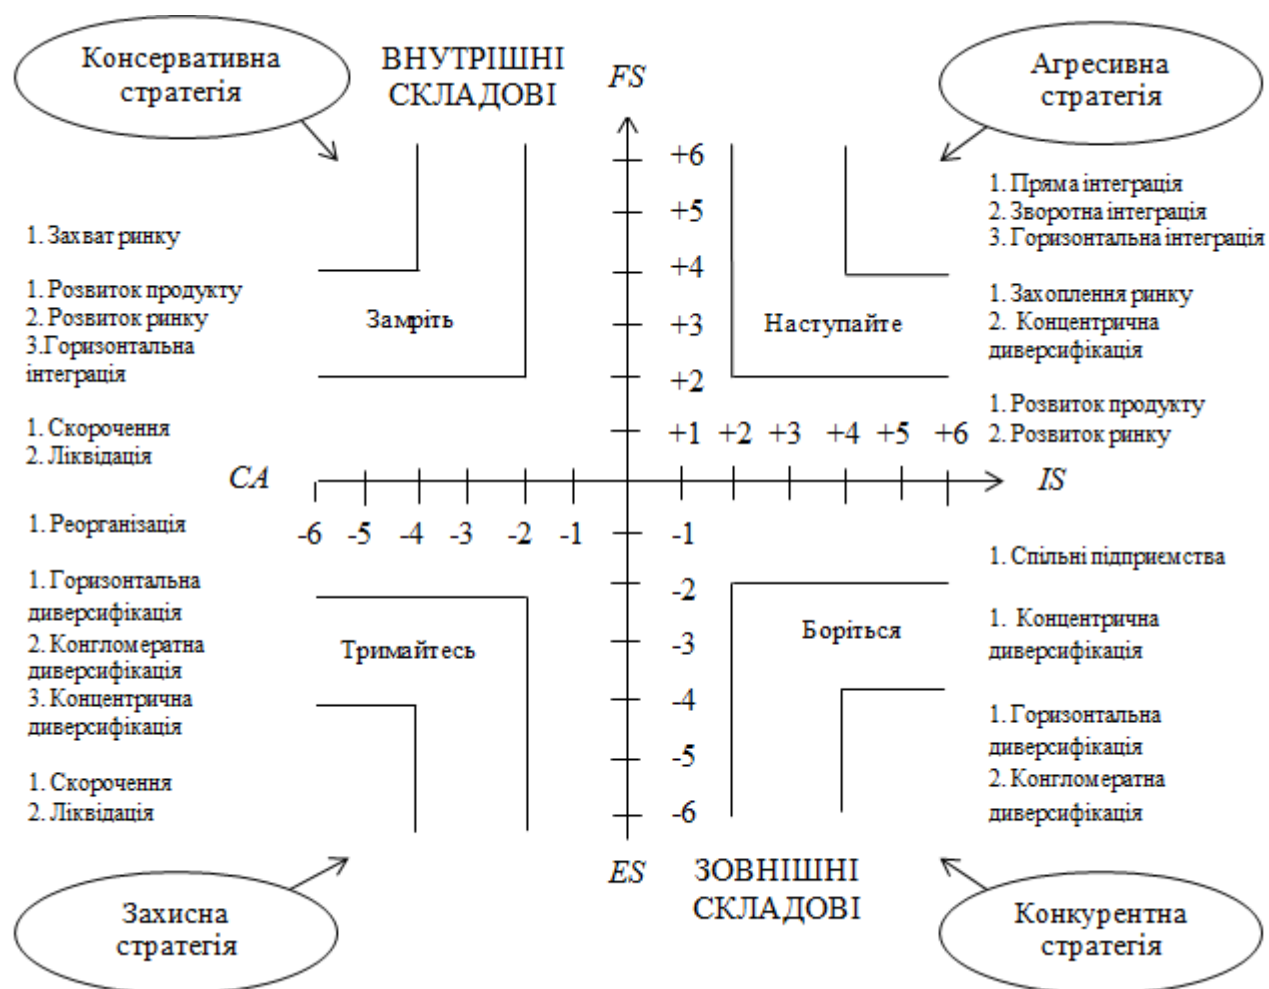 Консервативна
стратегія
ВНУТРІШНІ
СКЛАДОВІ
FS
Агресивна
стратегія
+6
+5
+4
+3
+2
+1 +2 +3 +4 +5 +6
1. Захват ринку
1. Розвиток продукту
2. Розвиток ринку
3.Горизонтальна
інтеграція
1. Скорочення
2. Ліквідація
Замріть
Наступайте
1. Пряма інтеграція
2. Зворотна інтеграція
3. Горизонтальна інтеграція
1. Захоплення ринку
2. Концентрична
диверсифікація
1. Розвиток продукту
2. Розвиток ринку
CA
IS
-6 -5 -4 -3 -2 -1
-1
-2
-3
-4
-5
-6
1. Реорганізація
1. Горизонтальна
диверсифікація
2. Конгломератна
диверсифікація
3. Концентрична
диверсифікація
1. Скорочення
2. Ліквідація
Тримайтесь
Боріться
1. Спільні підприємства
1. Концентрична
диверсифікація
1. Горизонтальна
диверсифікація
2. Конгломератна
диверсифікація
ES
ЗОВНІШНІ
СКЛАДОВІ
Захисна
стратегія
Конкурентна
стратегія